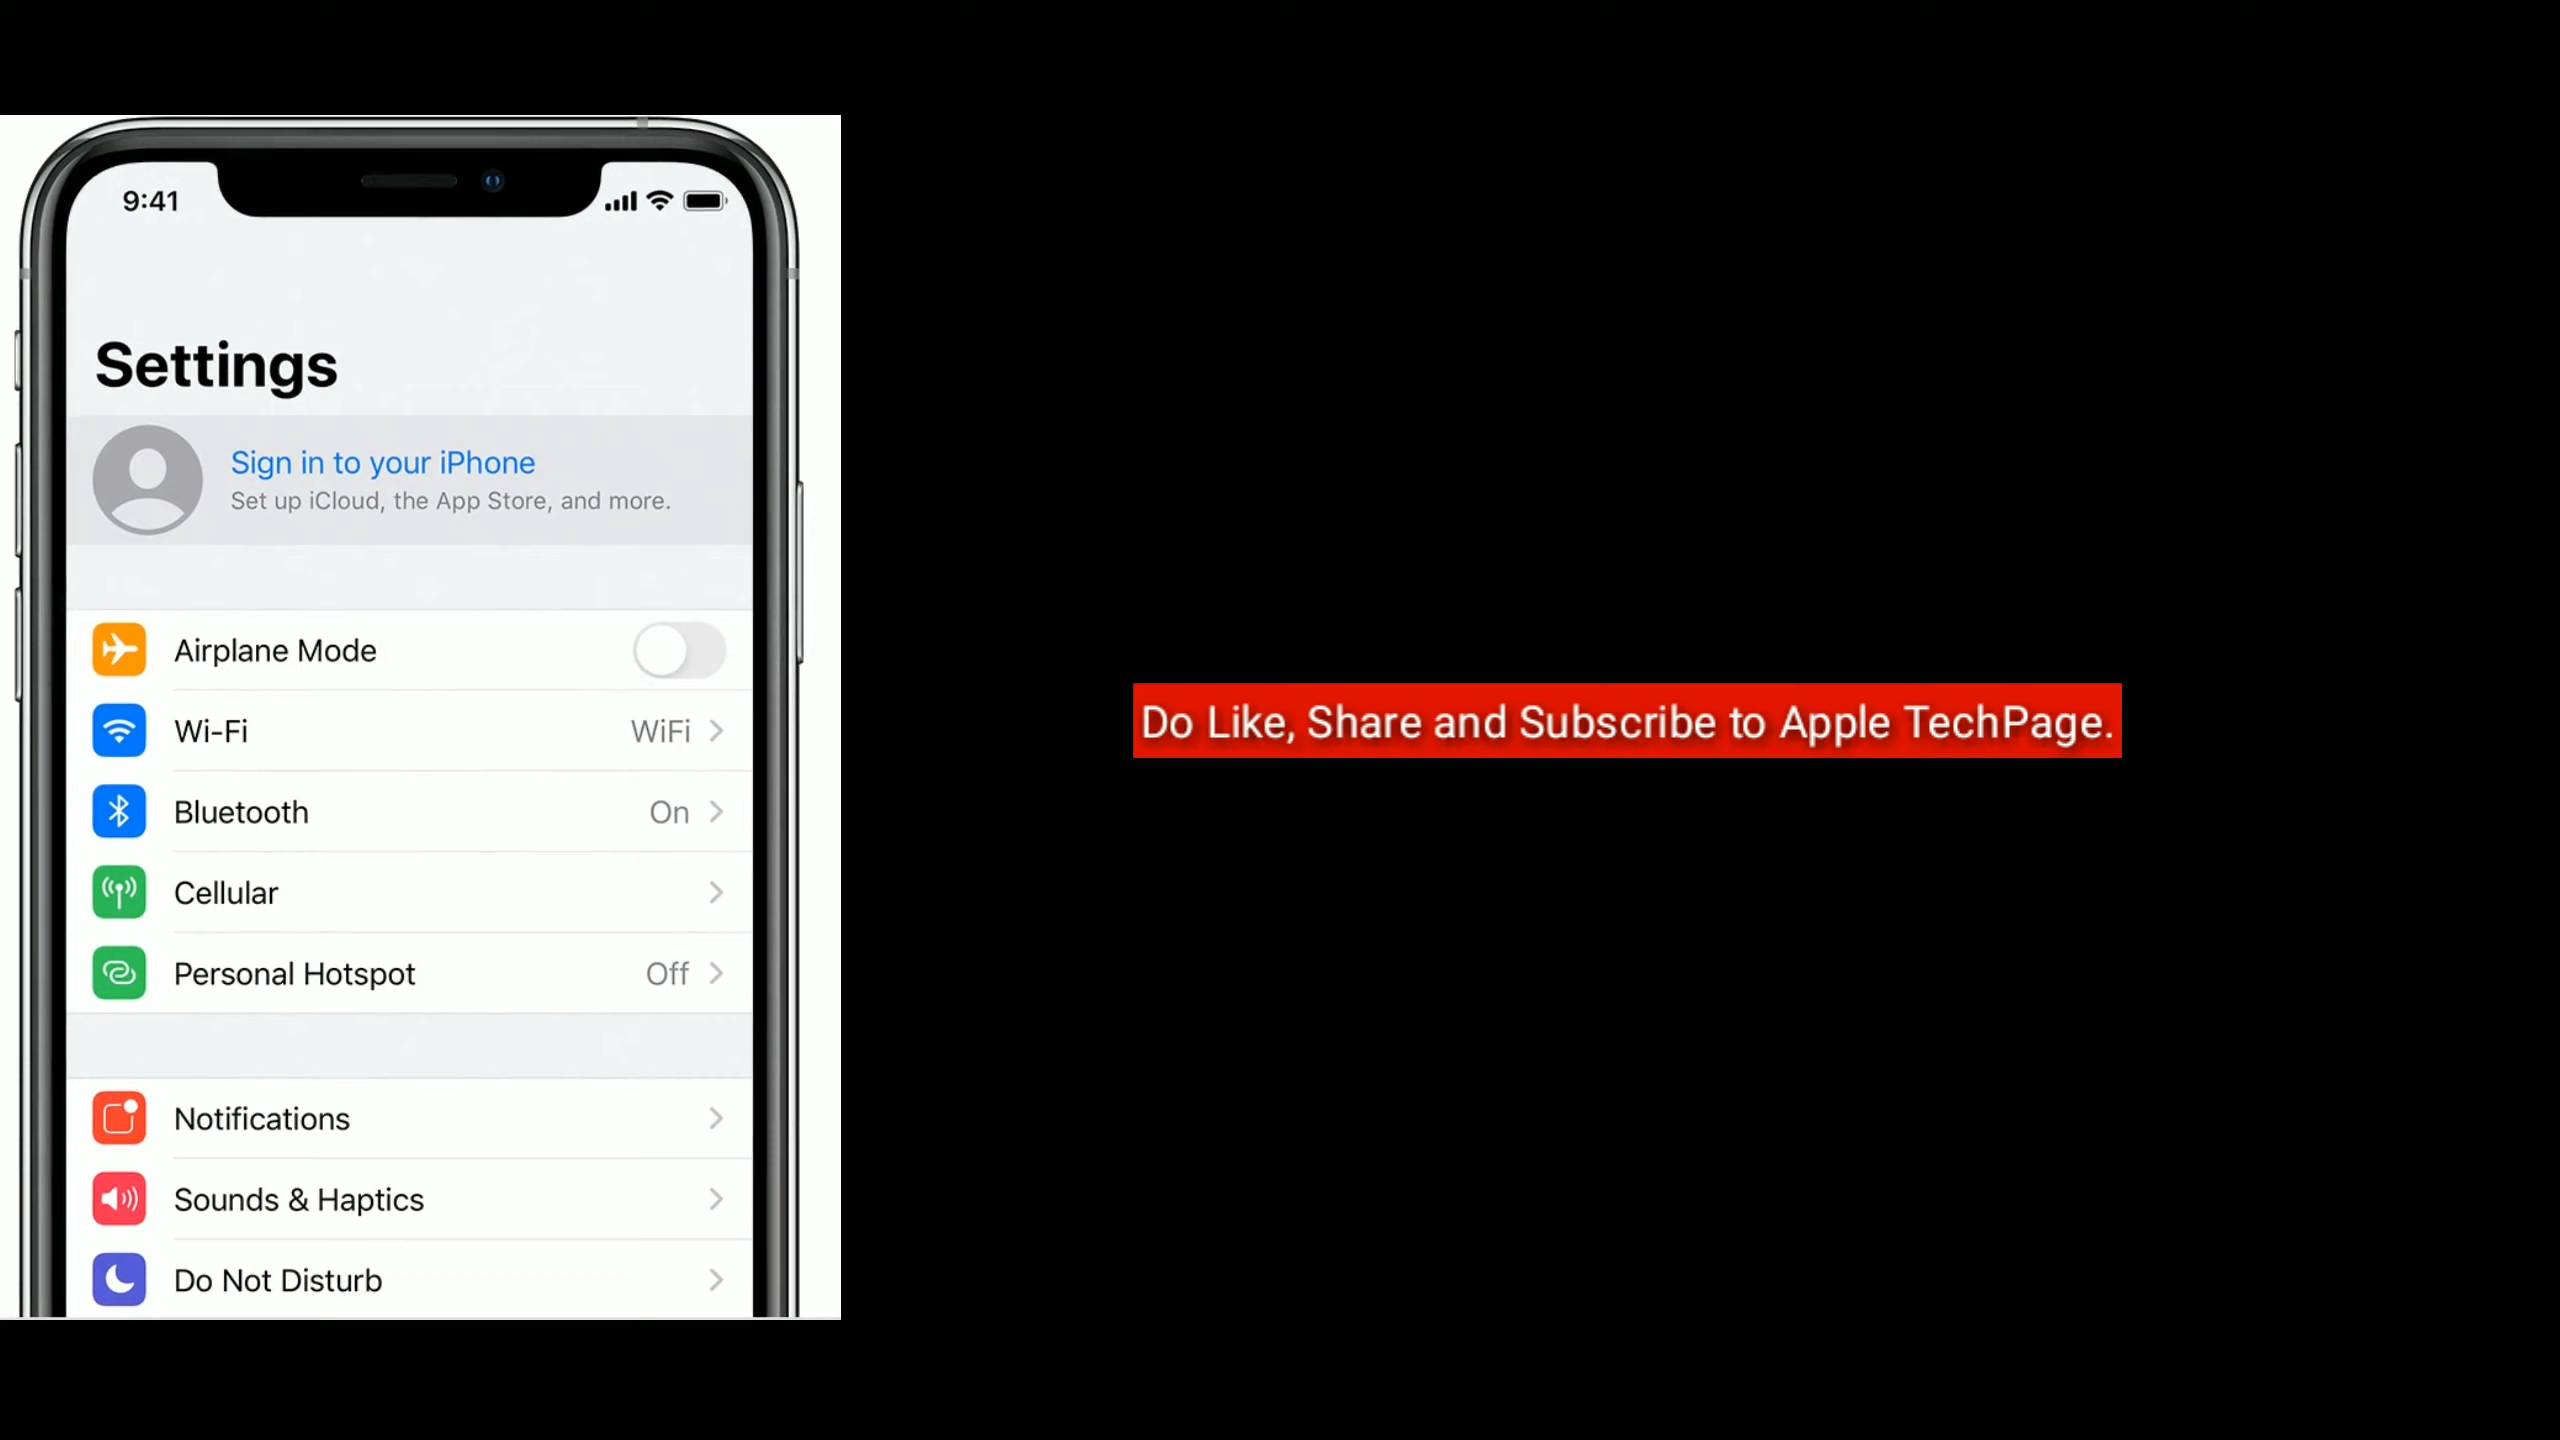 9:41
Settings
Sign in to your iPhone
Set up iCloud, the App Store, and more.
Airplane Mode
Wi-Fi WiFi
Bluetooth On
Cellular
Personal Hotspot Off
Notifications
Sounds & Haptics
Do Not Disturb
Do Like, Share and Subscribe to Apple TechPage.